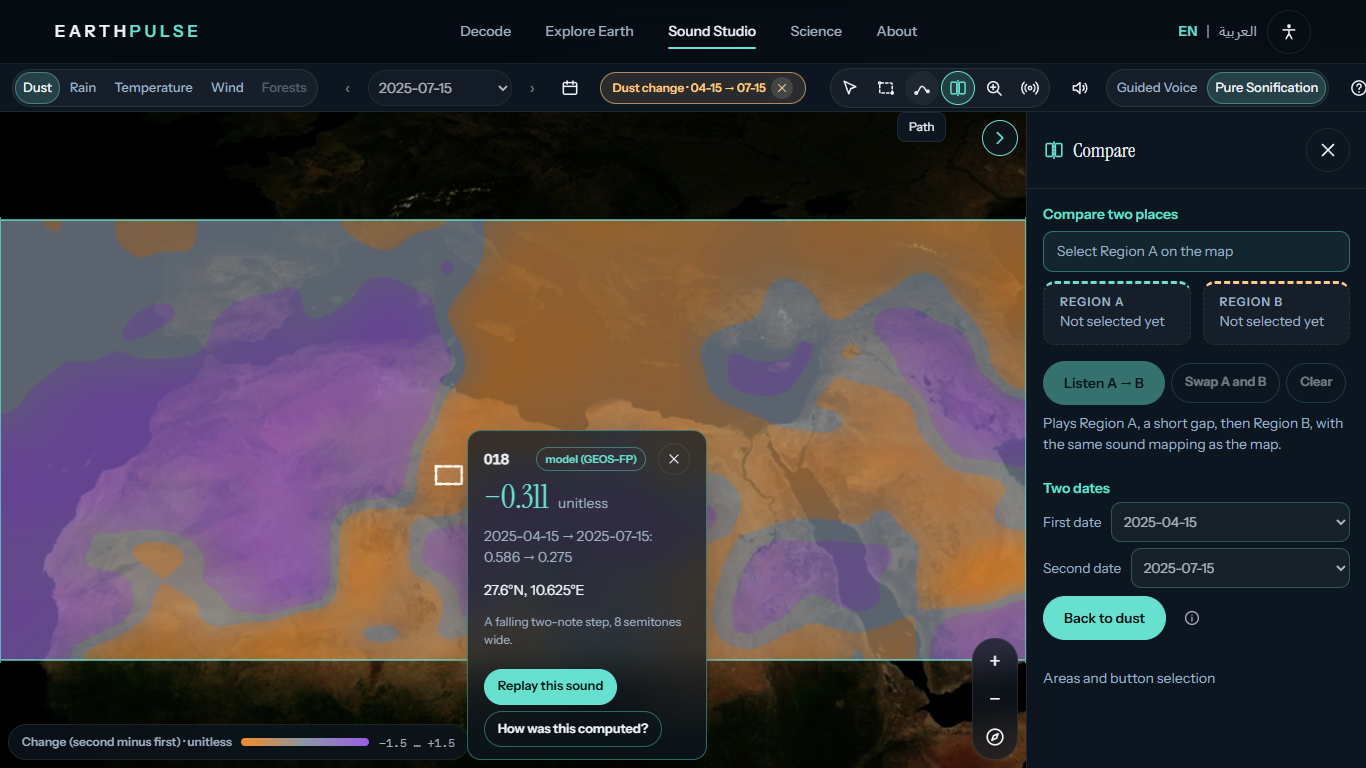 EARTHPULSE
Decode
Explore Earth
Sound Studio
Science
About
EN | العربية
Dust
Rain
Temperature
Wind
Forests
2025-07-15
Dust change · 04-15 → 07-15
Guided Voice
Pure Sonification
Path
Compare
Compare two places
Select Region A on the map
REGION A
Not selected yet
REGION B
Not selected yet
Listen A → B
Swap A and B
Clear
Plays Region A, a short gap, then Region B, with
the same sound mapping as the map.
Two dates
First date
2025-04-15
Second date
2025-07-15
Back to dust
Areas and button selection
018
model (GEOS-FP)
−0.311 unitless
2025-04-15 → 2025-07-15:
0.586 → 0.275
27.6°N, 10.625°E
A falling two-note step, 8 semitones
wide.
Replay this sound
How was this computed?
Change (second minus first) · unitless
−1.5 … +1.5